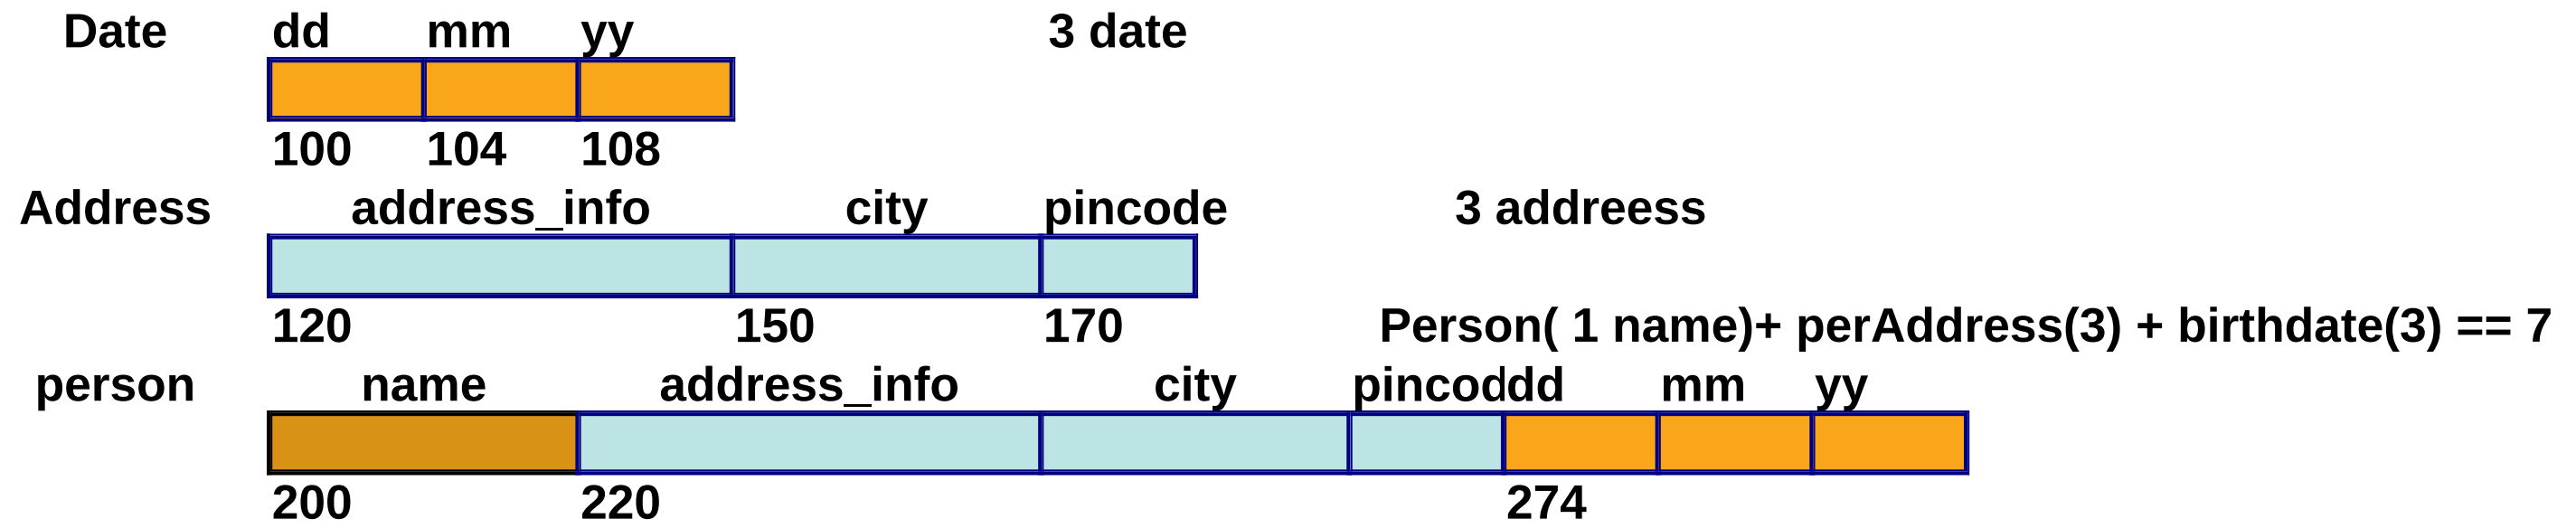 Date dd mm yy 3 date
100 104 108
Address address_info city pincode 3 addreess
120 150 170 Person( 1 name)+ perAddress(3) + birthdate(3) == 7
person name address_info city pincoddd mm yy
200 220 274